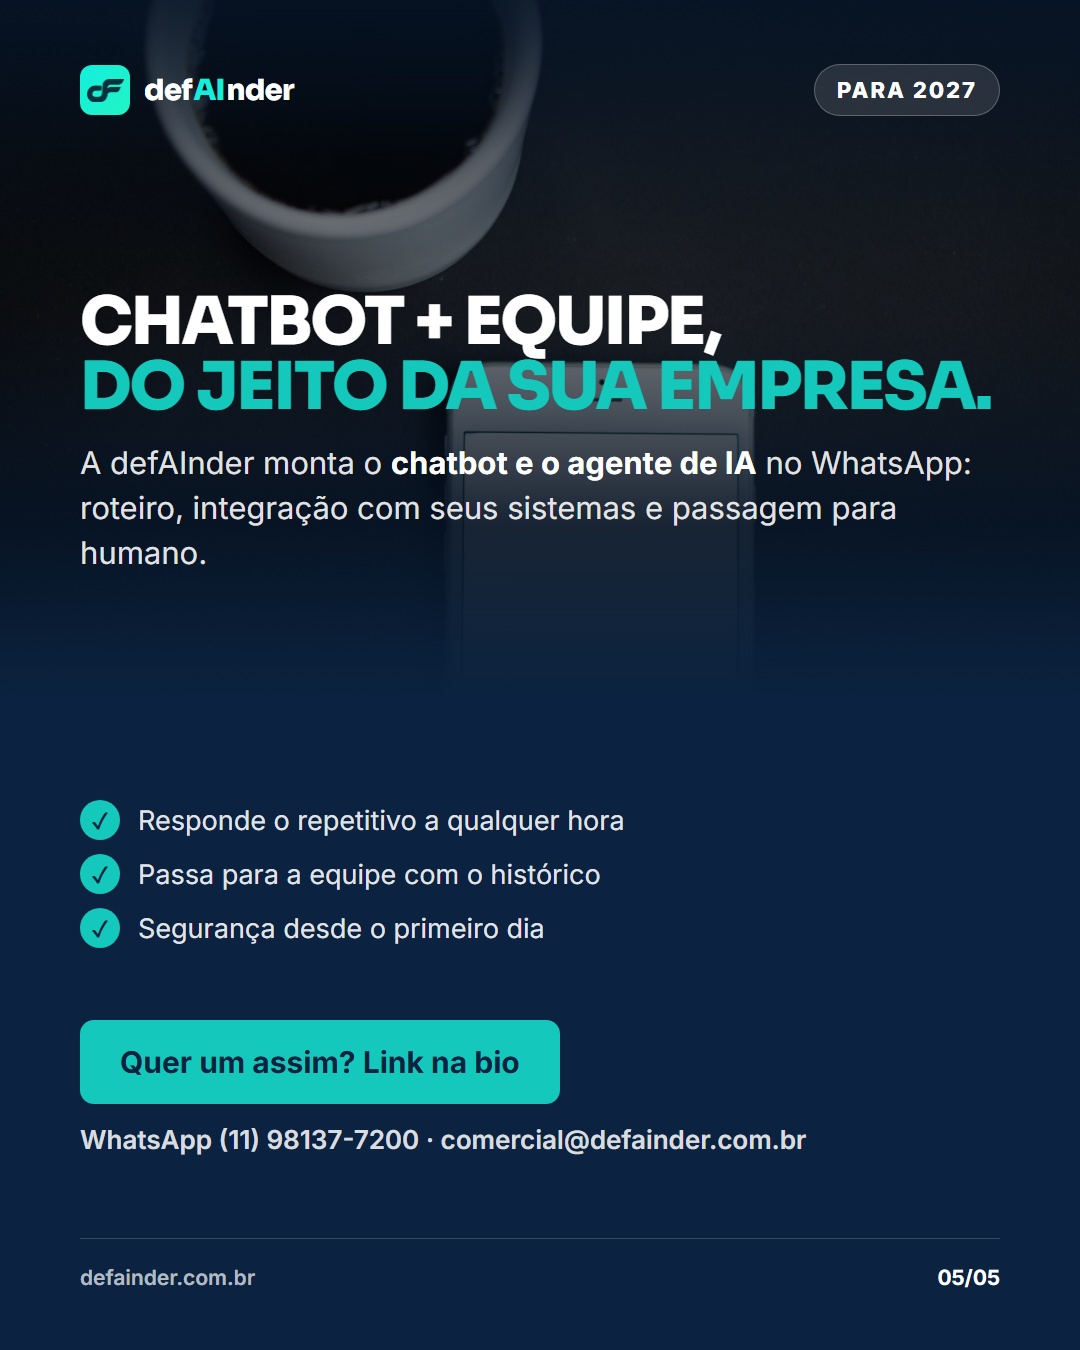 defAInder
PARA 2027
CHATBOT + EQUIPE,
DO JEITO DA SUA EMPRESA.
A defAInder monta o chatbot e o agente de IA no WhatsApp:
roteiro, integração com seus sistemas e passagem para
humano.
Responde o repetitivo a qualquer hora
Passa para a equipe com o histórico
Segurança desde o primeiro dia
Quer um assim? Link na bio
WhatsApp (11) 98137-7200 · comercial@defainder.com.br
defainder.com.br
05/05